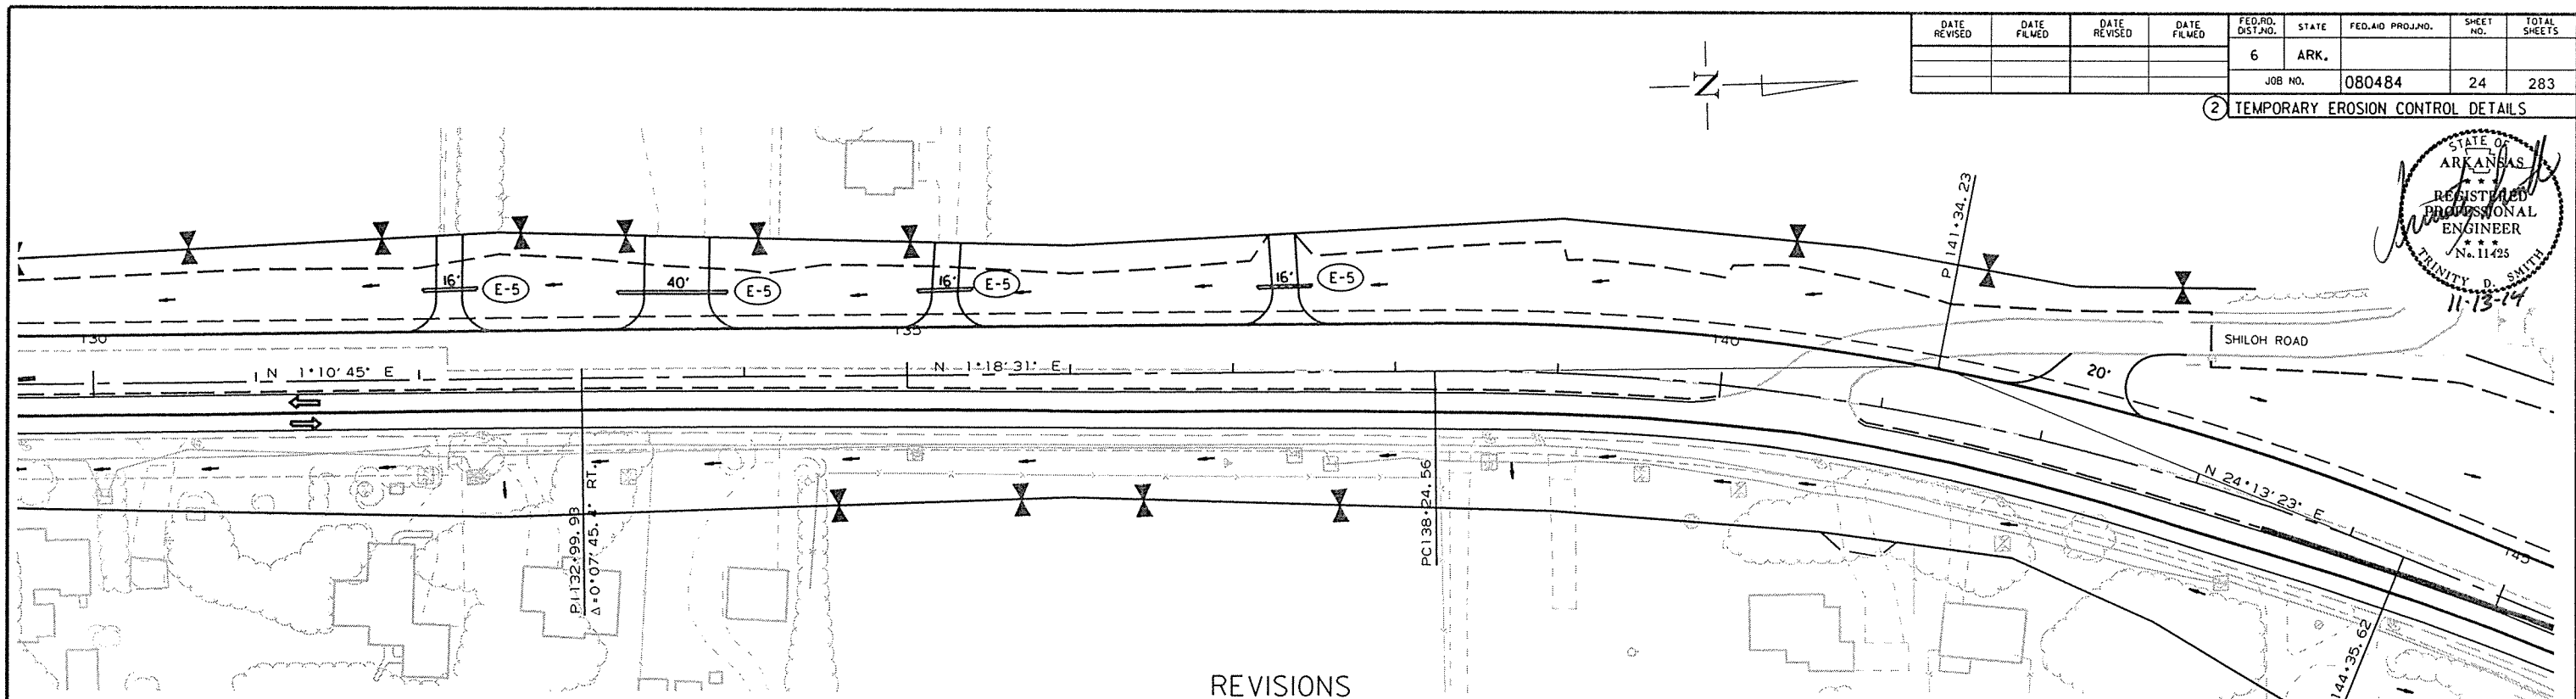 DATE REVISED
DATE FILMED
DATE REVISED
DATE FILMED
FED.RD. DIST.NO.
STATE
FED.AID PROJ.NO.
SHEET NO.
TOTAL SHEETS
6
ARK.
JOB NO.
080484
24
283
2 TEMPORARY EROSION CONTROL DETAILS
N
STATE OF
ARKANSAS
★ ★ ★
REGISTERED
PROFESSIONAL
ENGINEER
★ ★ ★
No. 11425
TRINITY D. SMITH
11-13-14
P 141+34.23
16'
E-5
40'
E-5
16'
E-5
16'
E-5
130
135
140
SHILOH ROAD
20'
N 1°10'45" E
N 1°18'31" E
N 24°13'23" E
145
P.I.132+99.93
Δ=0°07'45. " RT.
PC138+24.56
144+35.62
REVISIONS